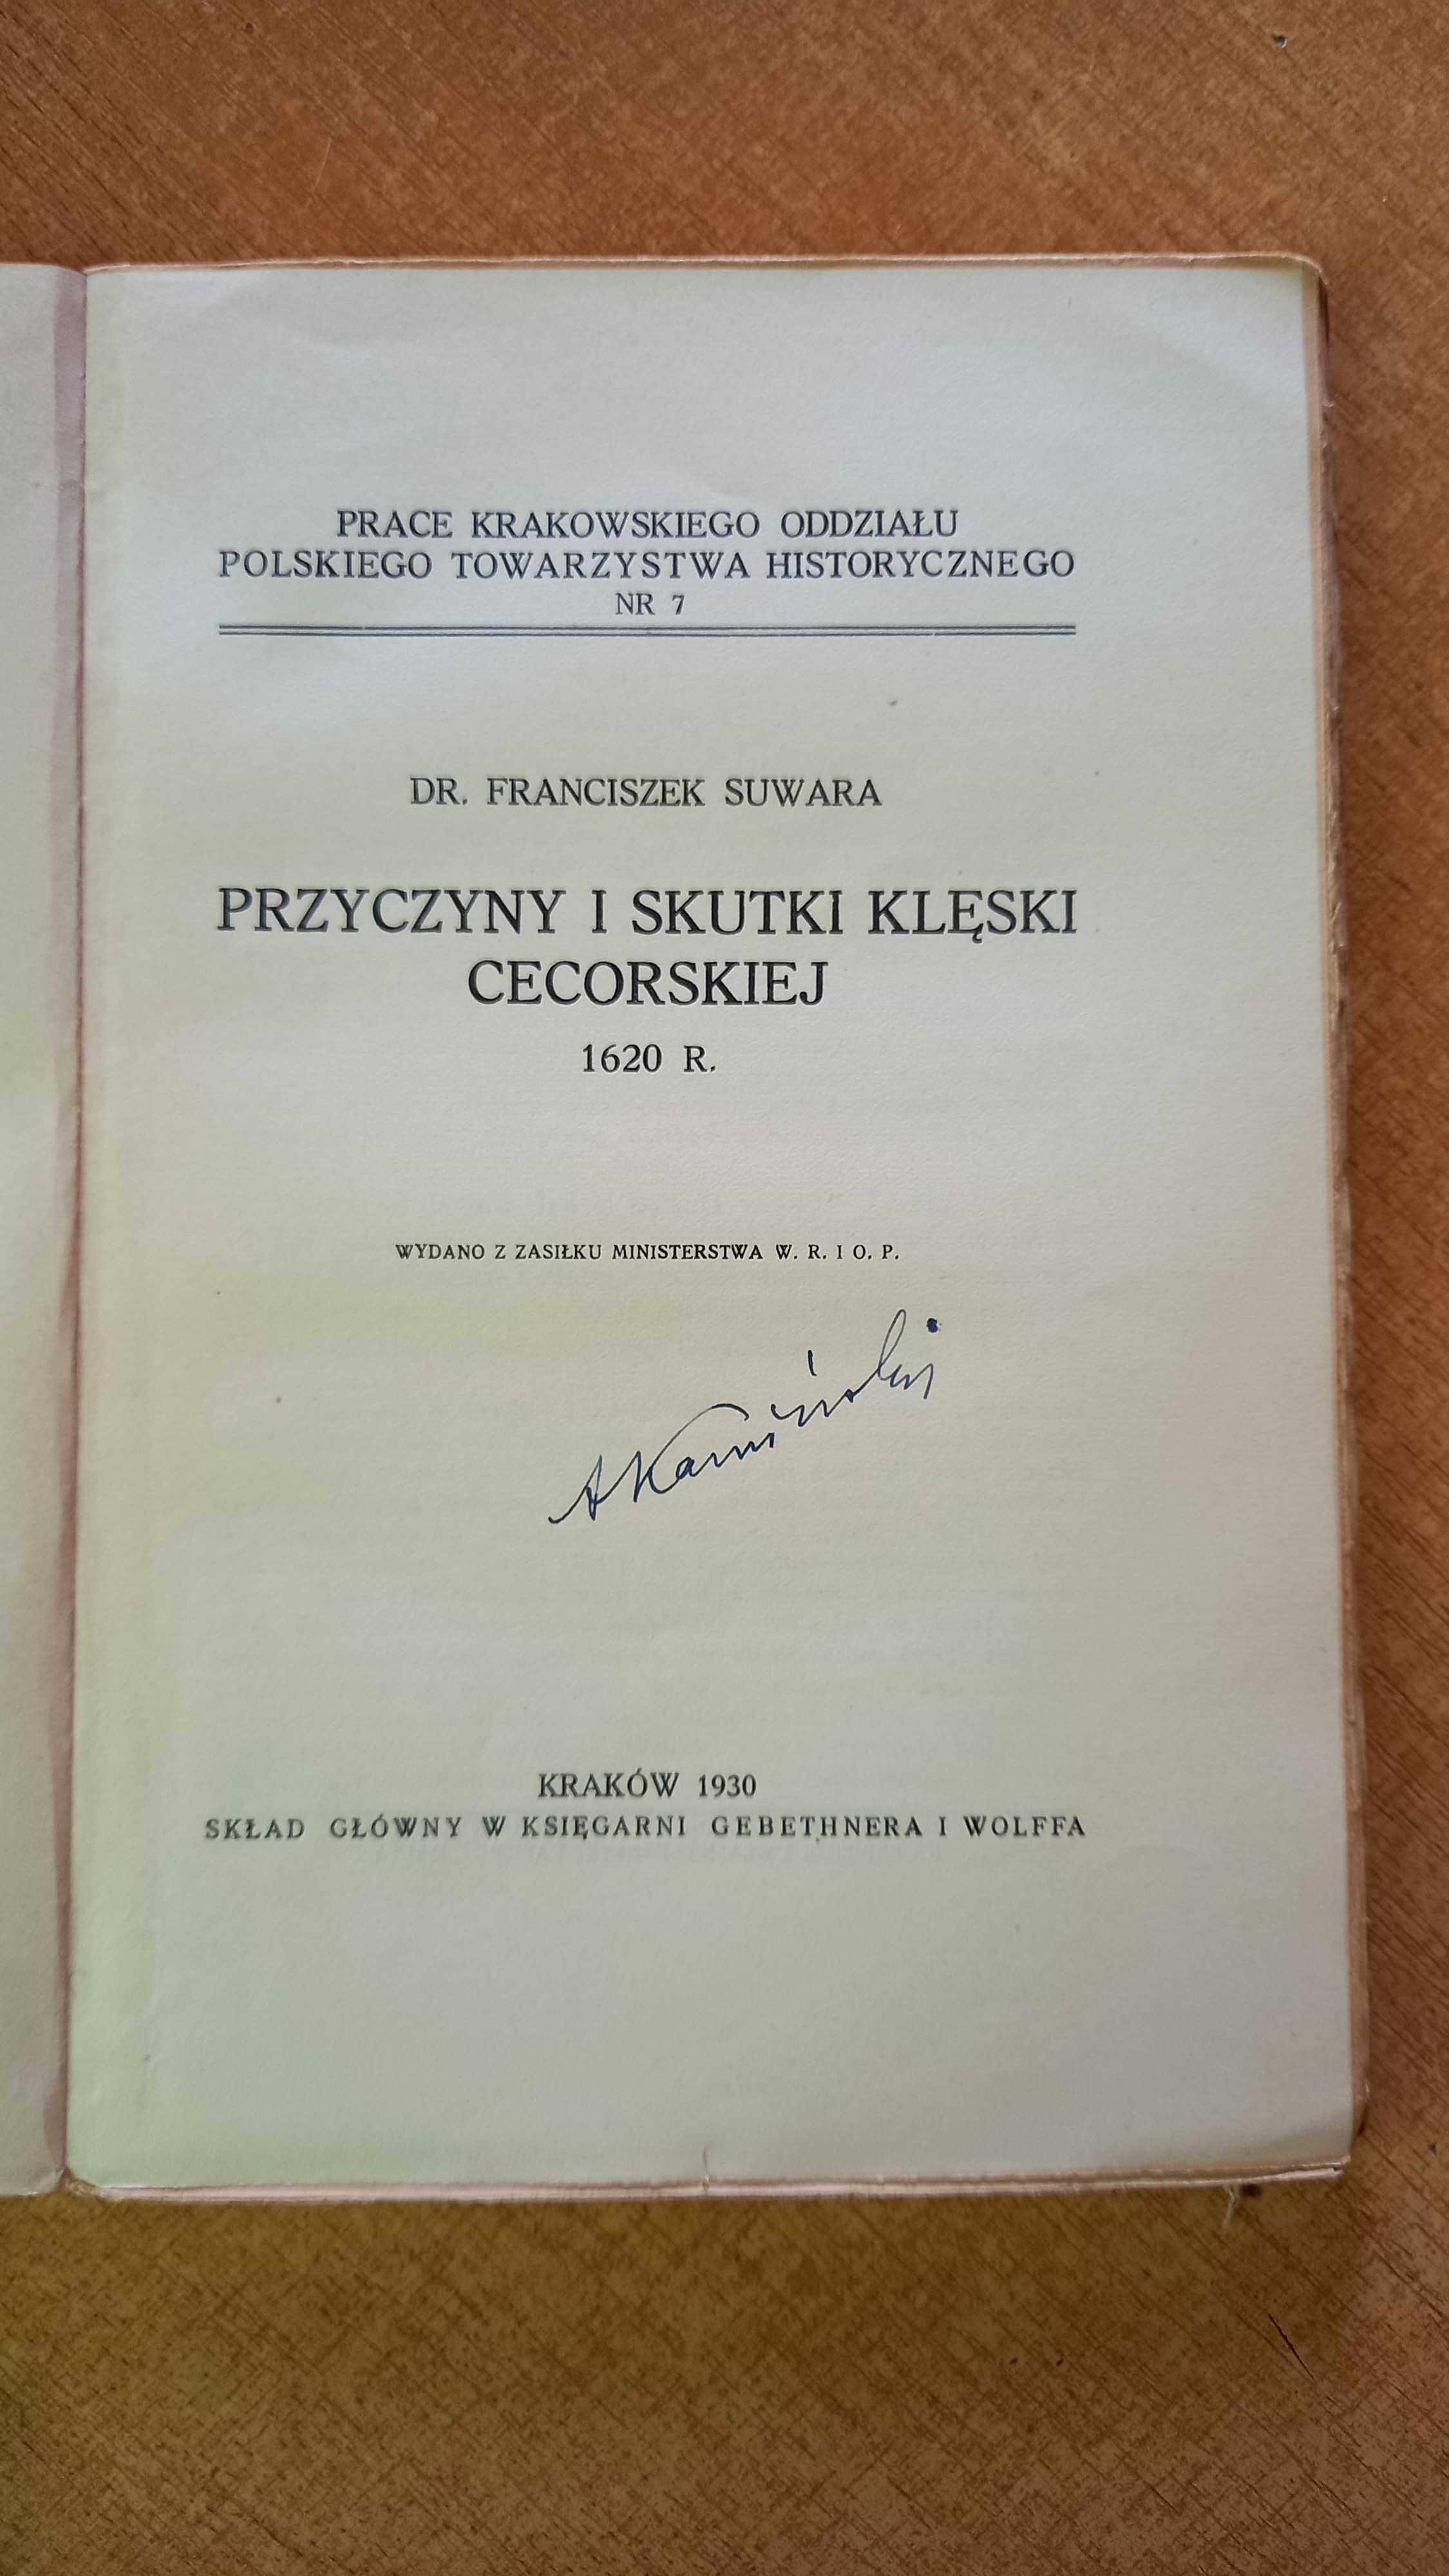 PRACE KRAKOWSKIEGO ODDZIAŁU
POLSKIEGO TOWARZYSTWA HISTORYCZNEGO
NR 7
DR. FRANCISZEK SUWARA
PRZYCZYNY I SKUTKI KLĘSKI
CECORSKIEJ
1620 R.
WYDANO Z ZASIŁKU MINISTERSTWA W. R. I O. P.
AKamiński
KRAKÓW 1930
SKŁAD GŁÓWNY W KSIĘGARNI GEBETHNERA I WOLFFA